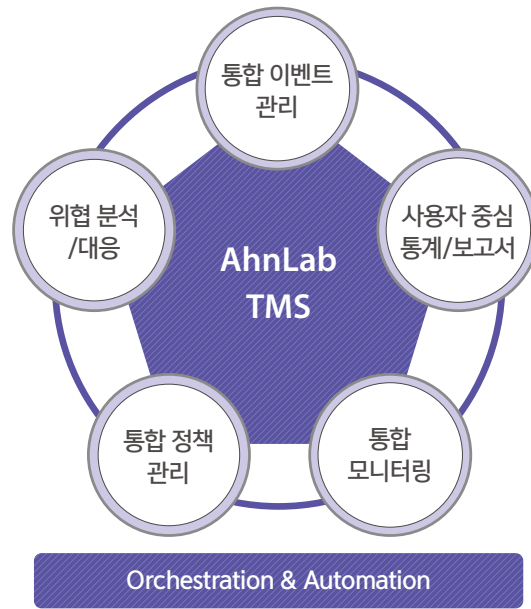 통합 이벤트
관리
위협 분석
/대응
사용자 중심
통계/보고서
AhnLab
TMS
통합 정책
관리
통합
모니터링
Orchestration & Automation